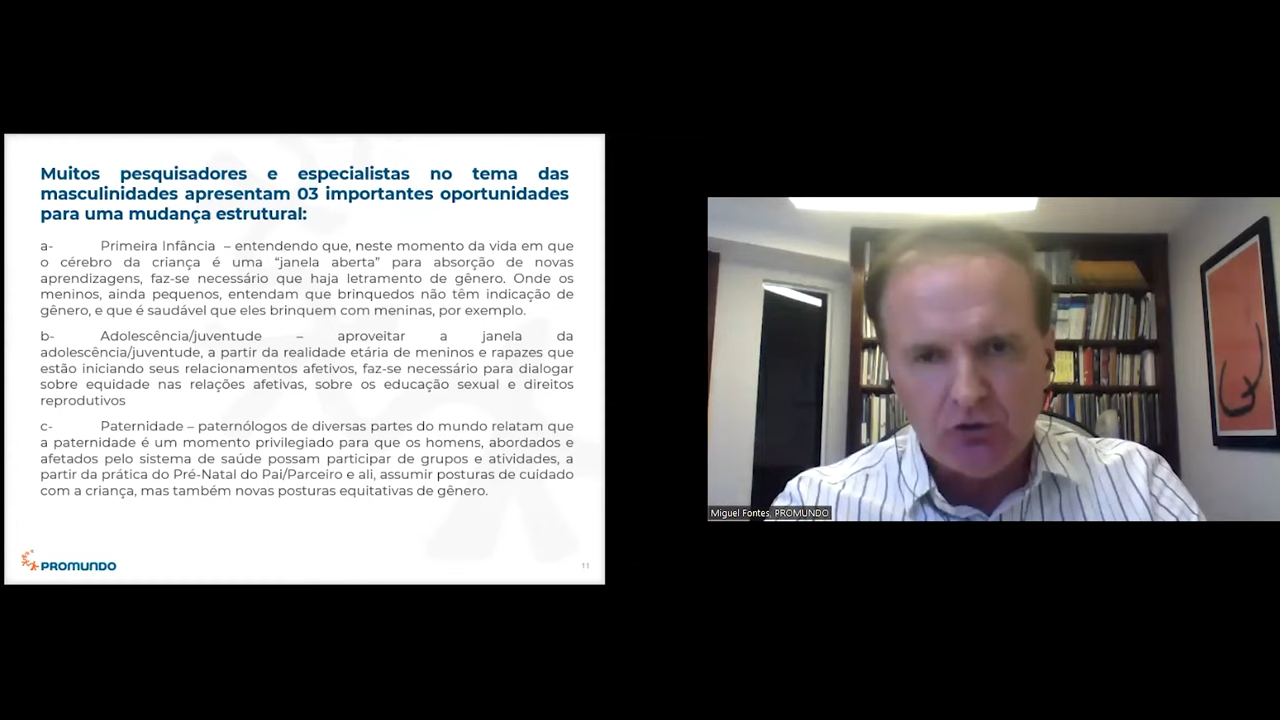 Muitos pesquisadores e especialistas no tema das
masculinidades apresentam 03 importantes oportunidades
para uma mudança estrutural:
a- Primeira Infância – entendendo que, neste momento da vida em que
o cérebro da criança é uma “janela aberta” para absorção de novas
aprendizagens, faz-se necessário que haja letramento de gênero. Onde os
meninos, ainda pequenos, entendam que brinquedos não têm indicação de
gênero, e que é saudável que eles brinquem com meninas, por exemplo.
b- Adolescência/juventude – aproveitar a janela da
adolescência/juventude, a partir da realidade etária de meninos e rapazes que
estão iniciando seus relacionamentos afetivos, faz-se necessário para dialogar
sobre equidade nas relações afetivas, sobre os educação sexual e direitos
reprodutivos
c- Paternidade – paternólogos de diversas partes do mundo relatam que
a paternidade é um momento privilegiado para que os homens, abordados e
afetados pelo sistema de saúde possam participar de grupos e atividades, a
partir da prática do Pré-Natal do Pai/Parceiro e ali, assumir posturas de cuidado
com a criança, mas também novas posturas equitativas de gênero.
PROMUNDO
11
Miguel Fontes, PROMUNDO